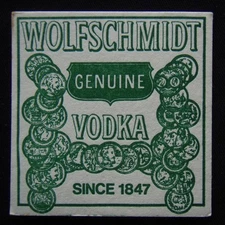 WOLFSCHMIDT
GENUINE
VODKA
SINCE 1847